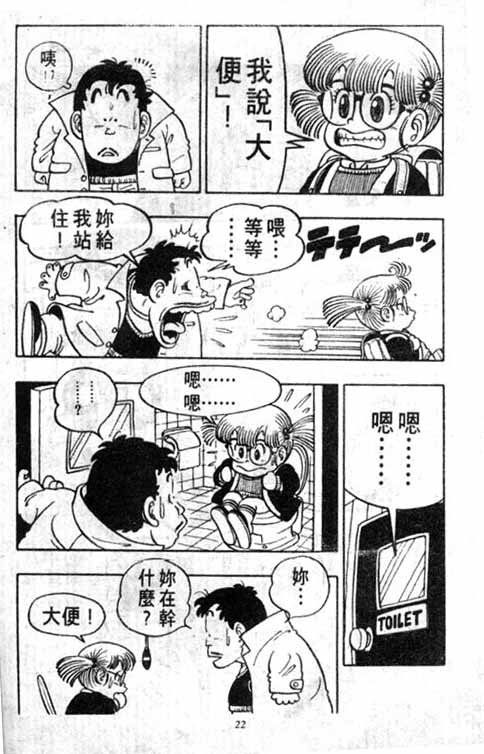 我說「大
便」！
咦！？
喂……
等等
……
テテ～ッ
妳給
我站
住！
嗯……
嗯……
TOILET
嗯……
嗯……
……
……？
妳…
妳在幹
什麼？
大便！
22